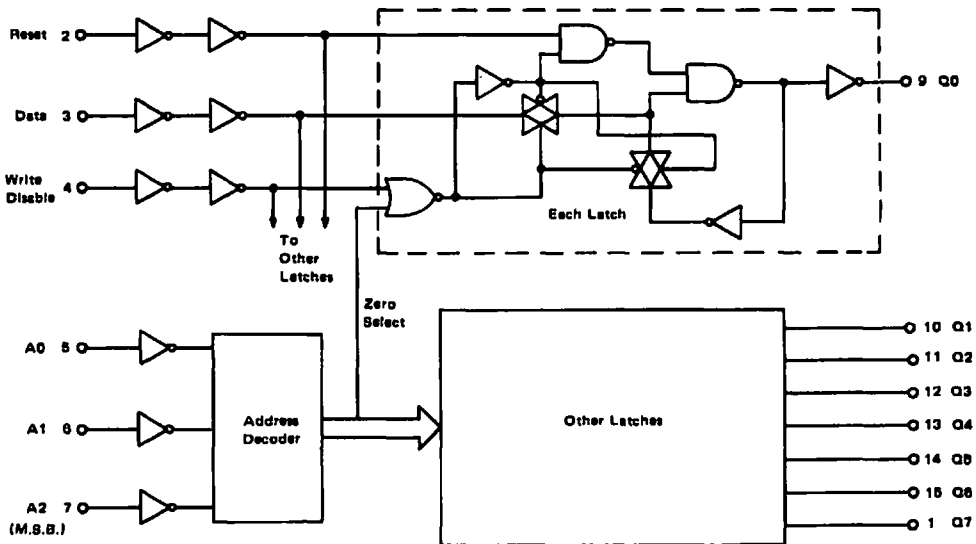 Reset 2
9 Q0
Data 3
Write
Disable 4
Each Latch
To
Other
Latches
Zero
Select
A0 5
A1 6
A2 7
(M.S.B.)
Address
Decoder
Other Latches
10 Q1
11 Q2
12 Q3
13 Q4
14 Q5
15 Q6
1 Q7